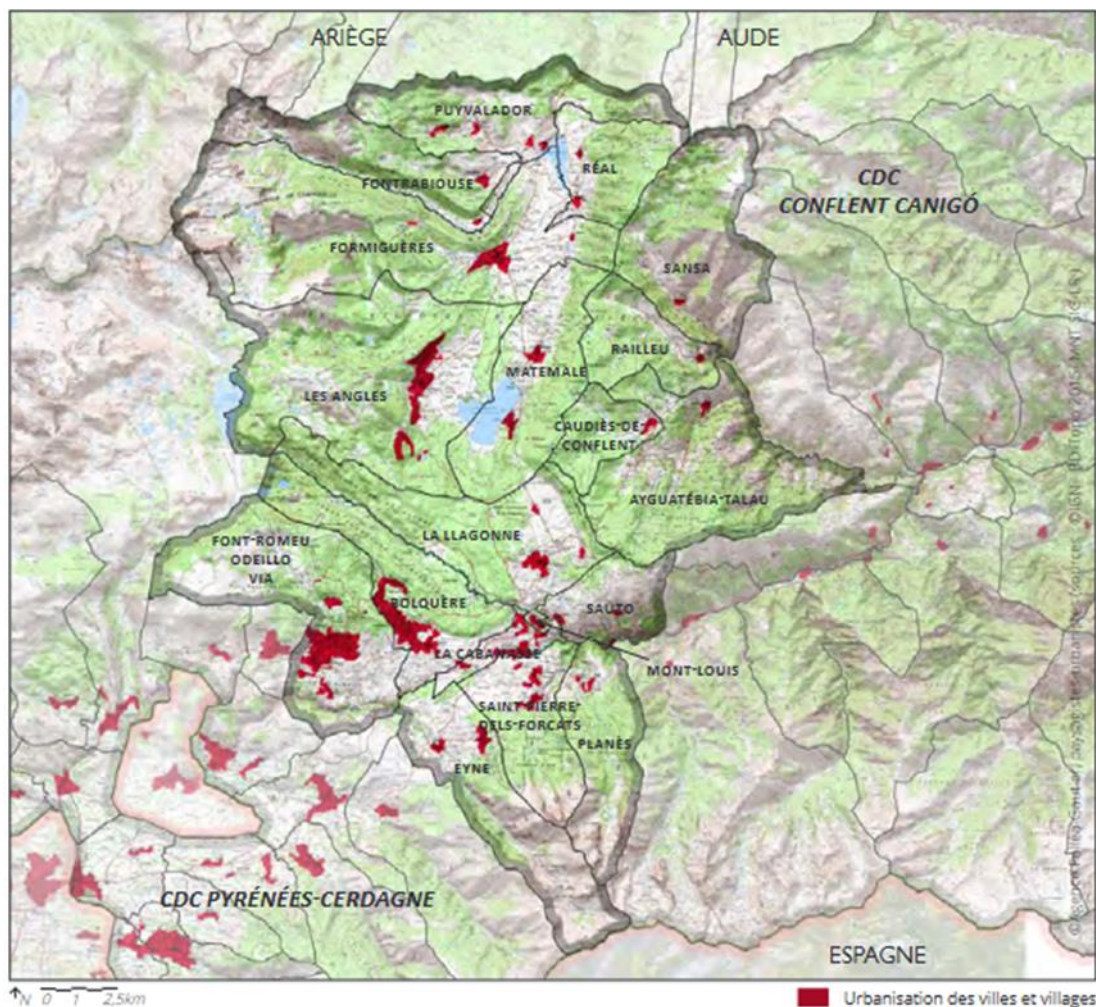 ARIÈGE
AUDE
PUYVALADOR
RÉAL
FONTRABIOUSE
CDC
CONFLENT CANIGÓ
FORMIGUÈRES
SANSA
RAILLEU
MATEMALE
LES ANGLES
CAUDIÈS-DE-
CONFLENT
AYGUATÉBIA-TALAU
LA LLAGONNE
FONT-ROMEU
ODEILLO
VIA
BOLQUÈRE
SAUTO
LA CABANASSE
MONT-LOUIS
SAINT-PIERRE-
DELS-FORCATS
PLANÈS
EYNE
CDC PYRÉNÉES-CERDAGNE
ESPAGNE
N 0 1 2,5km
Urbanisation des villes et villages